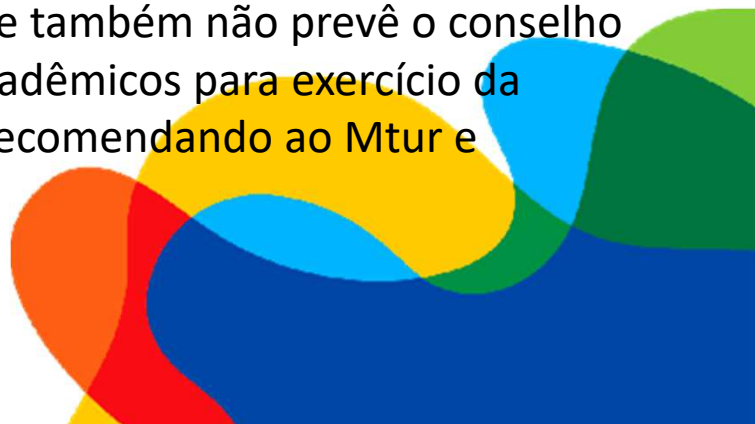 e também não prevê o conselho
adêmicos para exercício da
ecomendando ao Mtur e